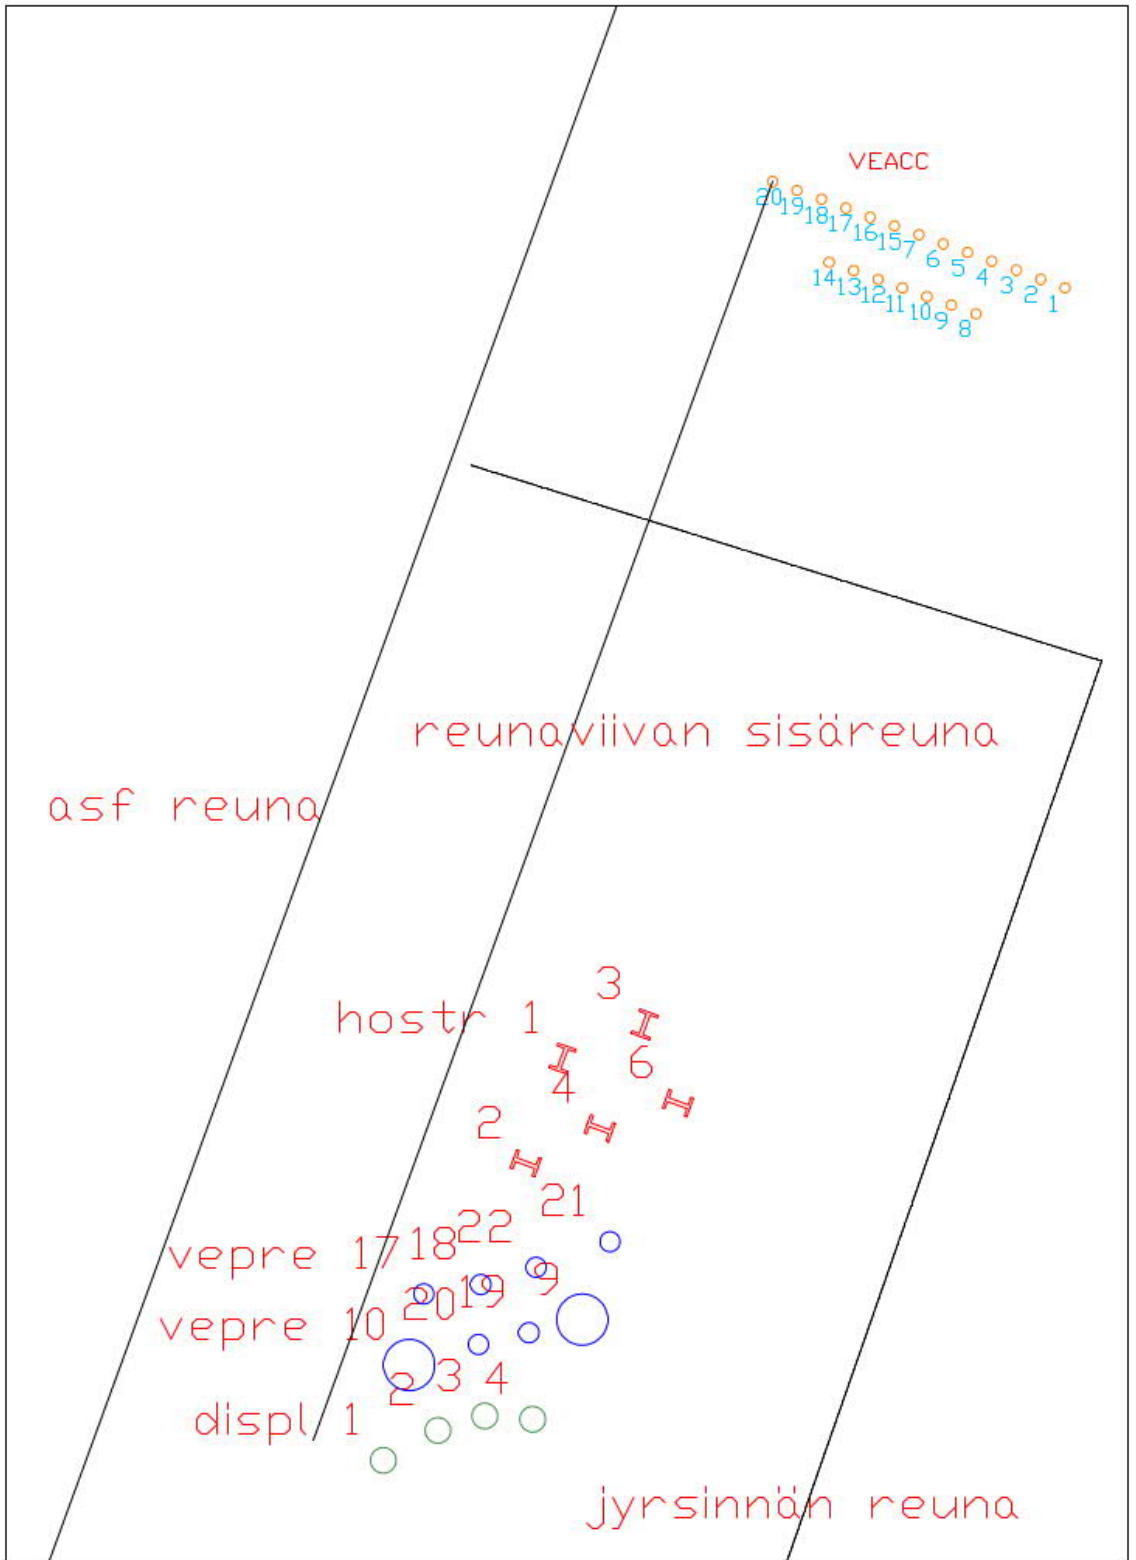 VEACC
20 19 18 17 16 15 7 6 5 4 3 2 1
14 13 12 11 10 9 8
reunaviivan sisäreuna
asf reuna
3
hostr 1
6
4
2
21
vepre 17 18 22
9
vepre 10 20 19
2 3 4
displ 1
jyrsinnän reuna